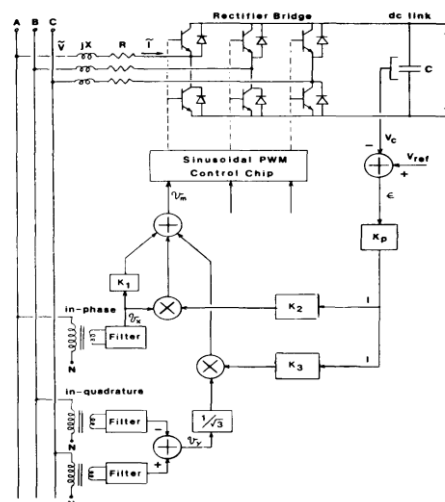 A B C
Rectifier Bridge
dc link
Ṽ
jX
R
Ĩ
C
Sinusoidal PWM
Control Chip
v_c
−
+
V_ref
+
ε
v_m
+
K_p
K_1
in-phase
×
K_2
I
Filter
v_x
N
×
K_3
I
in-quadrature
Filter
−
1/√3
N
+
v_y
+
Filter
N